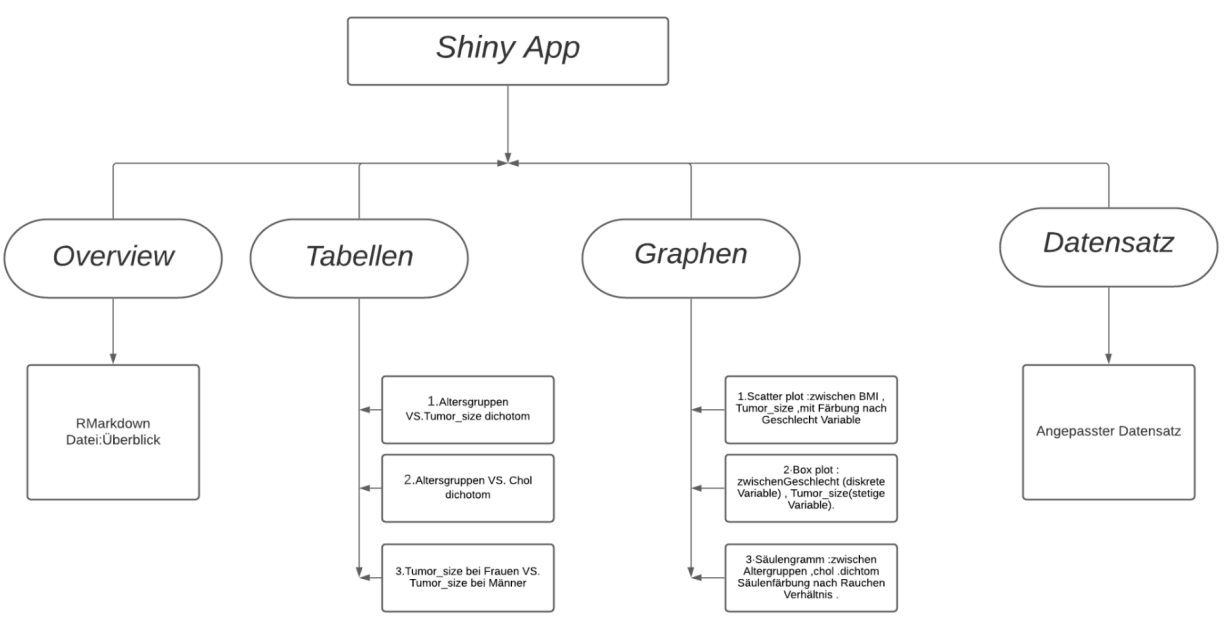 Shiny App
Overview
Tabellen
Graphen
Datensatz
RMarkdown
Datei:Überblick
1.Altersgruppen
VS.Tumor_size dichotom
2.Altersgruppen VS. Chol
dichotom
3.Tumor_size bei Frauen VS.
Tumor_size bei Männer
1.Scatter plot :zwischen BMI ,
Tumor_size ,mit Färbung nach
Geschlecht Variable
2·Box plot :
zwischenGeschlecht (diskrete
Variable) , Tumor_size(stetige
Variable).
3·Säulengramm :zwischen
Altergruppen ,chol .dichtom
Säulenfärbung nach Rauchen
Verhältnis .
Angepasster Datensatz